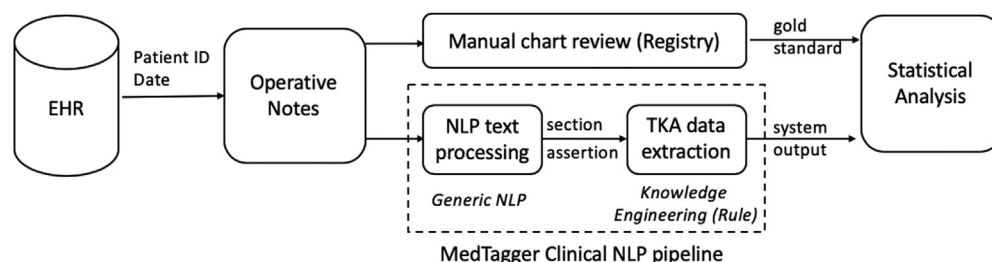 EHR
Patient ID
Date
Operative
Notes
Manual chart review (Registry)
gold
standard
Statistical
Analysis
NLP text
processing
section
assertion
TKA data
extraction
system
output
Generic NLP
Knowledge
Engineering (Rule)
MedTagger Clinical NLP pipeline